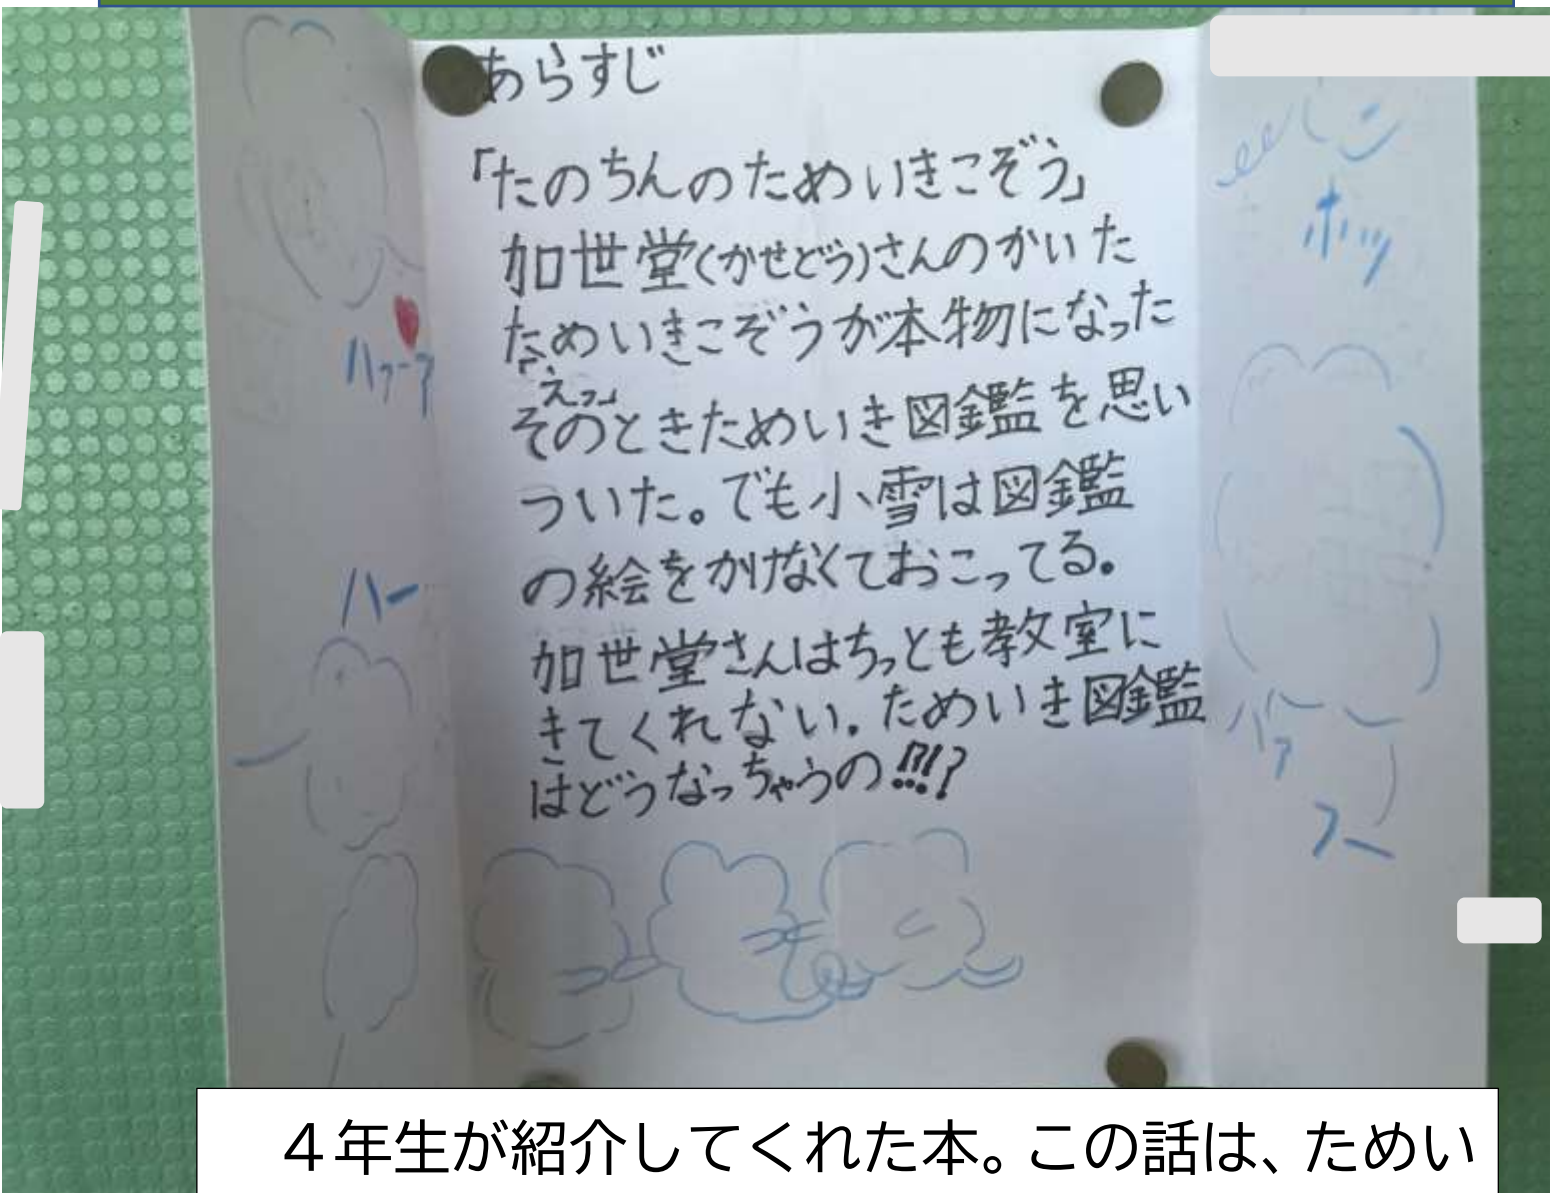 あらすじ
「たのちんのためいきこぞう」
加世堂(かせどう)さんのかいた
ためいきこぞうが本物になった
「えっ」
そのときためいき図鑑を思い
ついた。でも小雪は図鑑
の絵をかけなくておこってる。
加世堂さんはちっとも教室に
きてくれない。ためいき図鑑
はどうなっちゃうの!!!?
ホッ
ハァーア
ハー
ハァ
フー
４年生が紹介してくれた本。この話は、ためい